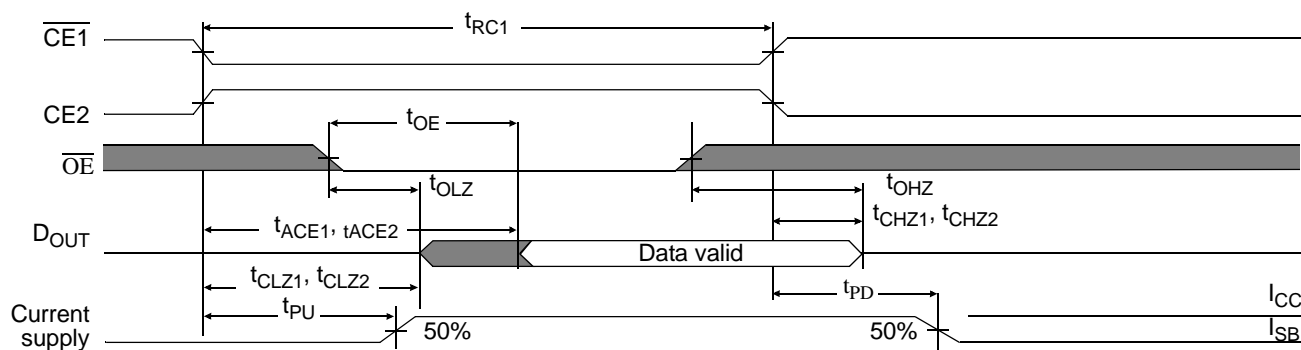 tRC1
CE1
CE2
tOE
OE
tOLZ
tOHZ
tACE1, tACE2
tCHZ1, tCHZ2
DOUT
Data valid
tCLZ1, tCLZ2
tPU
tPD
ICC
Current supply
50%
50%
ISB